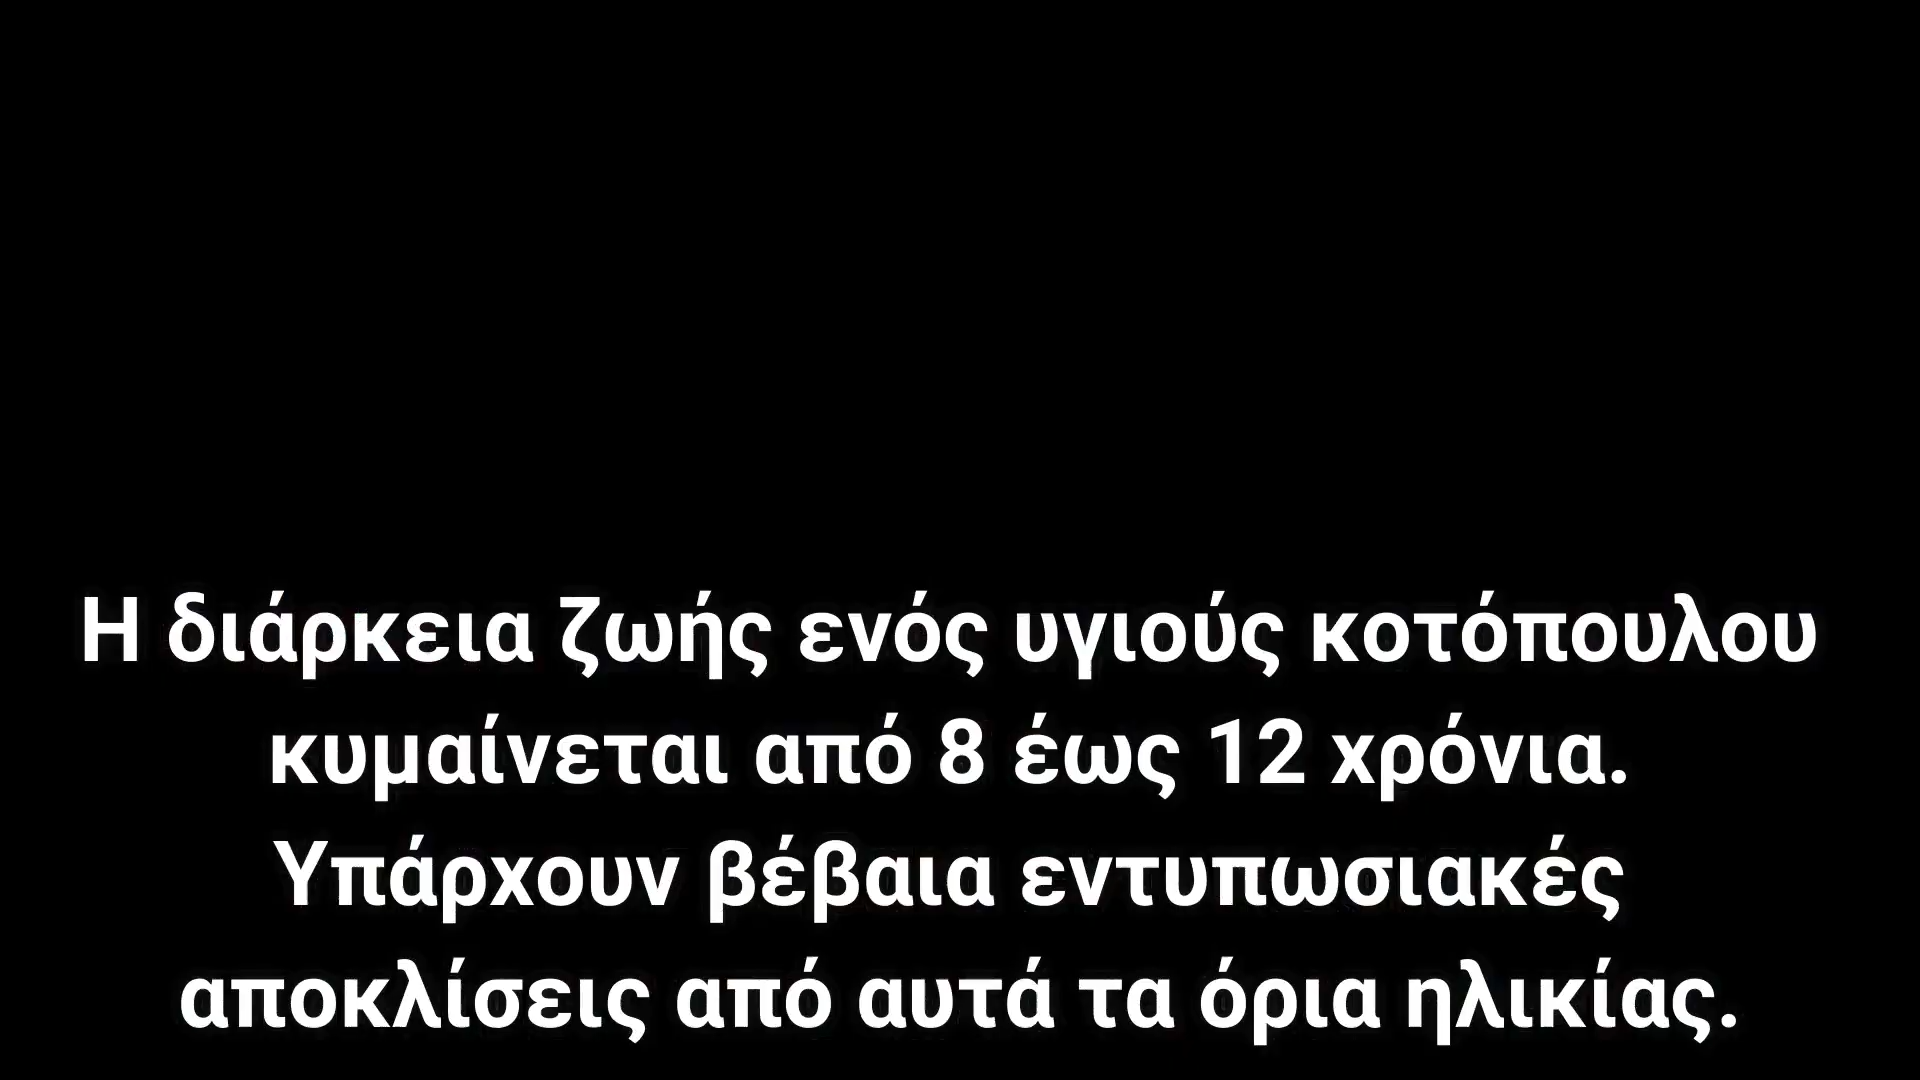 Η διάρκεια ζωής ενός υγιούς κοτόπουλου
κυμαίνεται από 8 έως 12 χρόνια.
Υπάρχουν βέβαια εντυπωσιακές
αποκλίσεις από αυτά τα όρια ηλικίας.